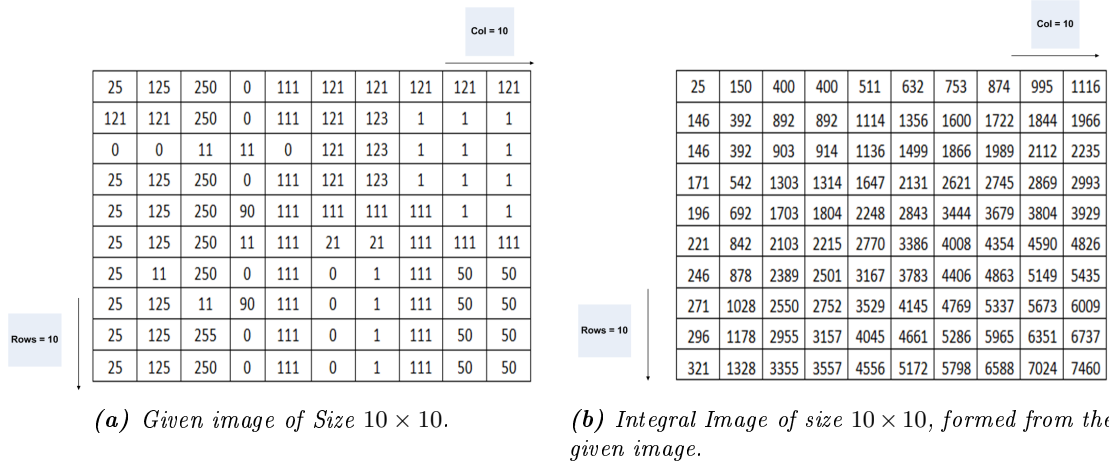 Col = 10
25 125 250 0 111 121 121 121 121 121
121 121 250 0 111 121 123 1 1 1
0 0 11 11 0 121 123 1 1 1
25 125 250 0 111 121 123 1 1 1
25 125 250 90 111 111 111 111 1 1
25 125 250 11 111 21 21 111 111 111
25 11 250 0 111 0 1 111 50 50
25 125 11 90 111 0 1 111 50 50
25 125 255 0 111 0 1 111 50 50
25 125 250 0 111 0 1 111 50 50
Rows = 10
(a) Given image of Size 10 × 10.
Col = 10
25 150 400 400 511 632 753 874 995 1116
146 392 892 892 1114 1356 1600 1722 1844 1966
146 392 903 914 1136 1499 1866 1989 2112 2235
171 542 1303 1314 1647 2131 2621 2745 2869 2993
196 692 1703 1804 2248 2843 3444 3679 3804 3929
221 842 2103 2215 2770 3386 4008 4354 4590 4826
246 878 2389 2501 3167 3783 4406 4863 5149 5435
271 1028 2550 2752 3529 4145 4769 5337 5673 6009
296 1178 2955 3157 4045 4661 5286 5965 6351 6737
321 1328 3355 3557 4556 5172 5798 6588 7024 7460
Rows = 10
(b) Integral Image of size 10 × 10, formed from the
given image.